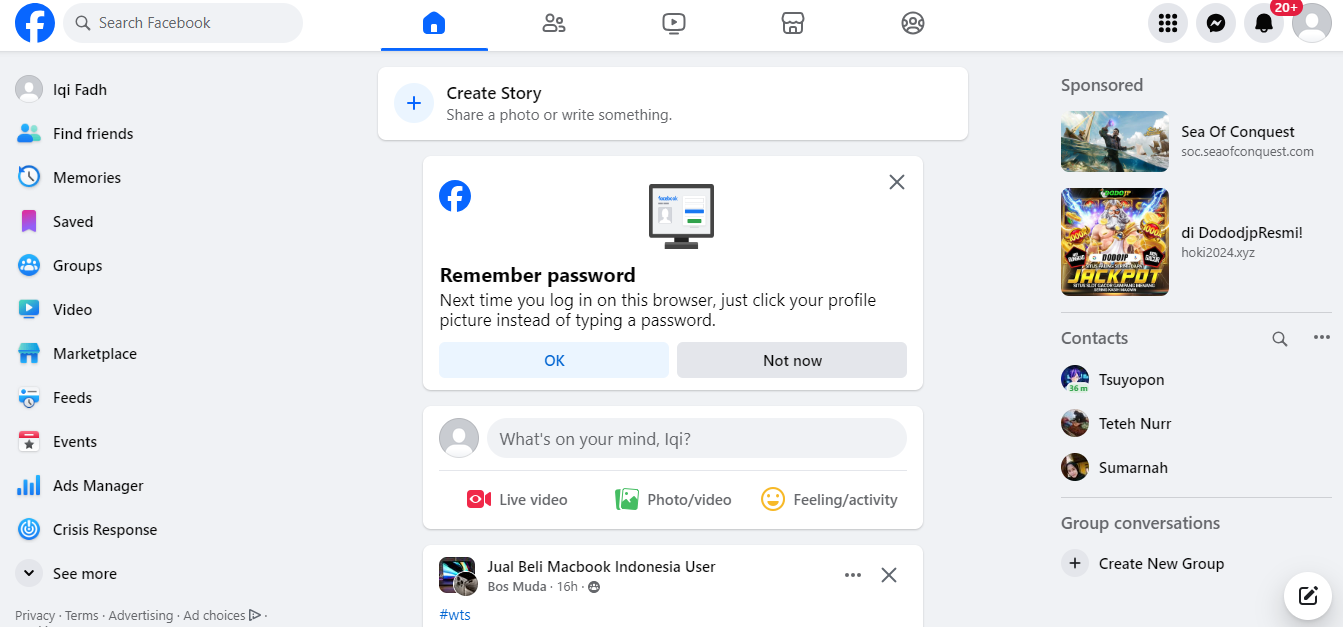 Search Facebook
20+
Iqi Fadh
Find friends
Memories
Saved
Groups
Video
Marketplace
Feeds
Events
Ads Manager
Crisis Response
See more
Privacy · Terms · Advertising · Ad choices ·
Create Story
Share a photo or write something.
facebook
Remember password
Next time you log in on this browser, just click your profile
picture instead of typing a password.
OK
Not now
What's on your mind, Iqi?
Live video
Photo/video
Feeling/activity
Jual Beli Macbook Indonesia User
Bos Muda · 16h ·
#wts
Sponsored
Sea Of Conquest
soc.seaofconquest.com
DODOJP
DODOJP
JACKPOT
di DododjpResmi!
hoki2024.xyz
Contacts
36 m
Tsuyopon
Teteh Nurr
Sumarnah
Group conversations
Create New Group